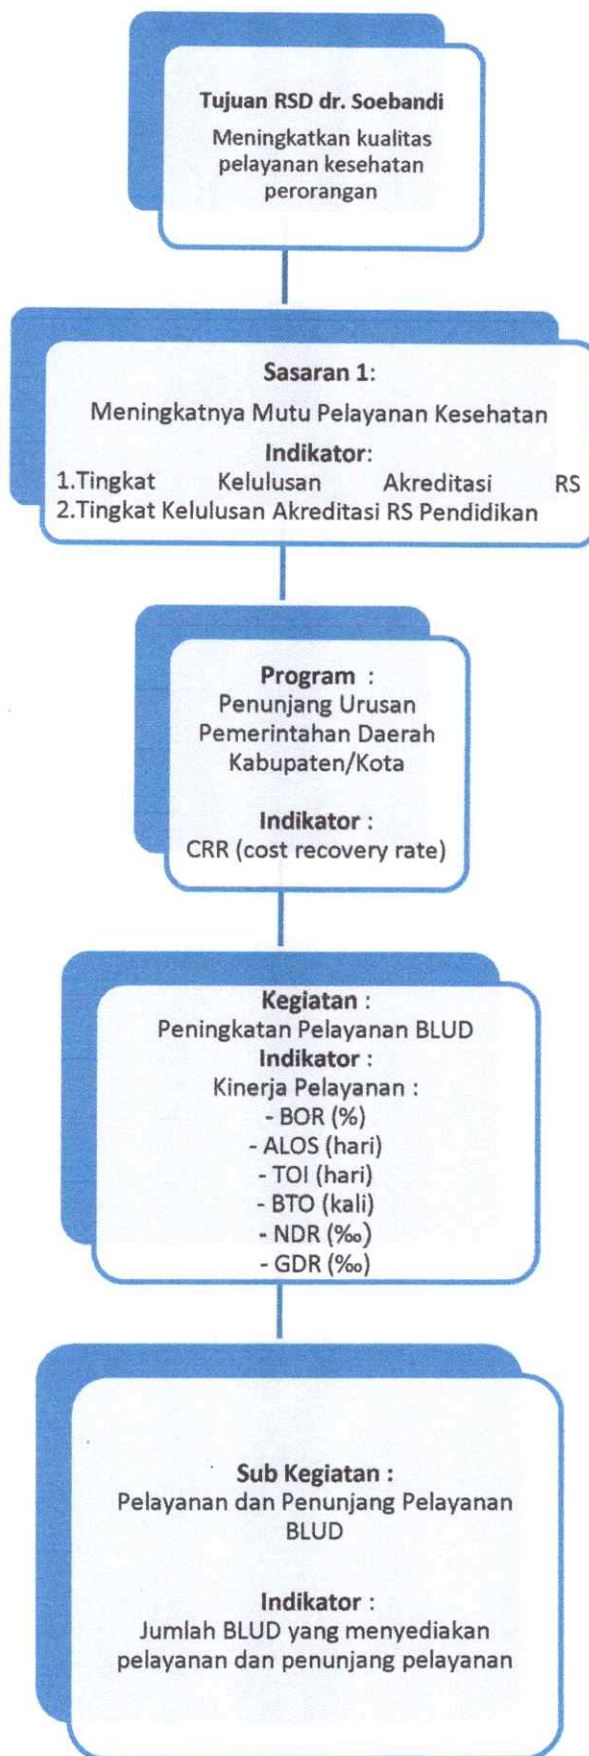 Tujuan RSD dr. Soebandi
Meningkatkan kualitas
pelayanan kesehatan
perorangan
Sasaran 1:
Meningkatnya Mutu Pelayanan Kesehatan
Indikator:
1.Tingkat Kelulusan Akreditasi RS
2.Tingkat Kelulusan Akreditasi RS Pendidikan
Program :
Penunjang Urusan
Pemerintahan Daerah
Kabupaten/Kota
Indikator :
CRR (cost recovery rate)
Kegiatan :
Peningkatan Pelayanan BLUD
Indikator :
Kinerja Pelayanan :
- BOR (%)
- ALOS (hari)
- TOI (hari)
- BTO (kali)
- NDR (‰)
- GDR (‰)
Sub Kegiatan :
Pelayanan dan Penunjang Pelayanan
BLUD
Indikator :
Jumlah BLUD yang menyediakan
pelayanan dan penunjang pelayanan